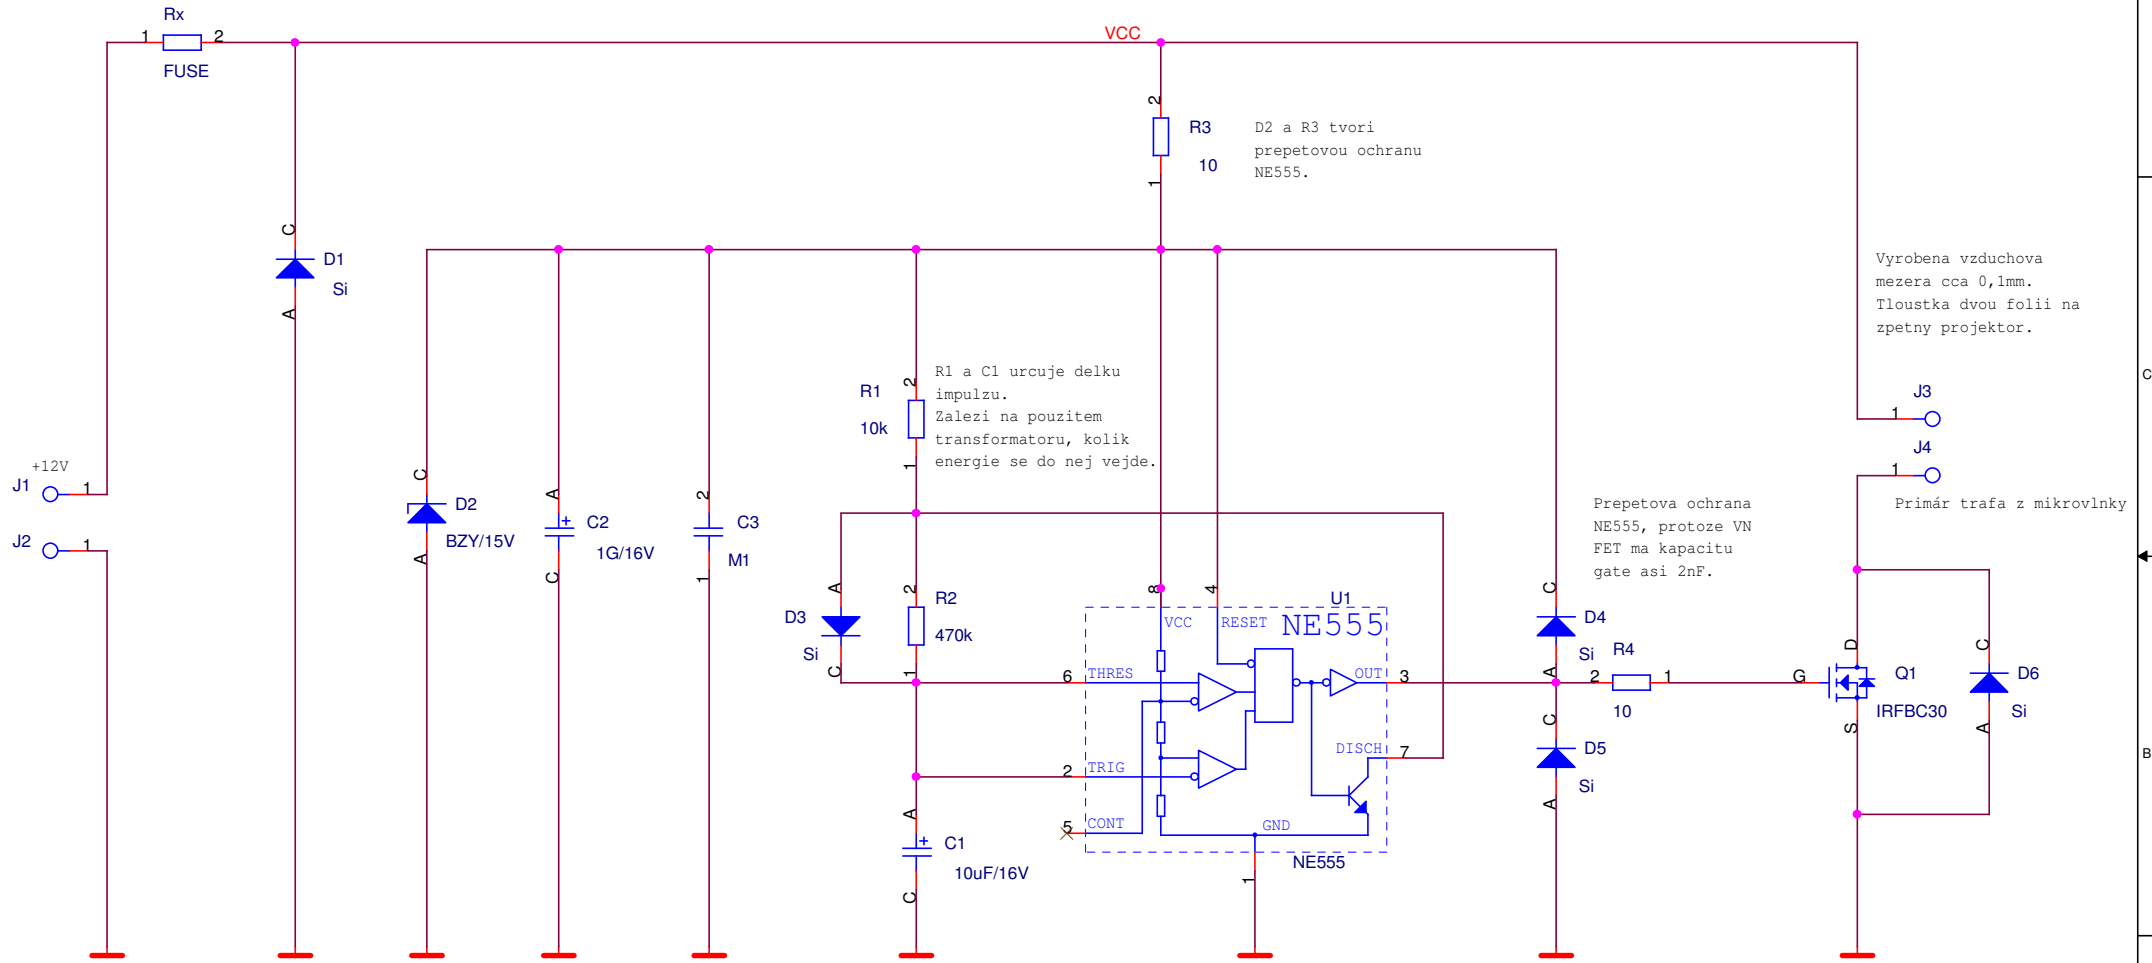 Rx
1
2
FUSE
VCC
2
R3
10
1
D2 a R3 tvori
prepetovou ochranu
NE555.
C
D1
Si
A
Vyrobena vzduchova
mezera cca 0,1mm.
Tloustka dvou folii na
zpetny projektor.
C
R1 a C1 urcuje delku
impulzu.
Zalezi na pouzitem
transformatoru, kolik
energie se do nej vejde.
2
R1
10k
1
J3
1
J4
1
Primár trafa z mikrovlnky
+12V
J1
1
J2
1
C
D2
BZY/15V
A
A
+
C2
1G/16V
C
2
C3
M1
1
Prepetova ochrana
NE555, protoze VN
FET ma kapacitu
gate asi 2nF.
A
D3
Si
C
2
R2
470k
1
8
4
U1
VCC
RESET
NE555
6
THRES
OUT
3
DISCH
7
2
TRIG
5
CONT
GND
NE555
1
A
+
C1
10uF/16V
C
C
D4
Si
A
R4
2
1
10
C
D5
Si
A
D
G
Q1
IRFBC30
S
C
D6
Si
A
B